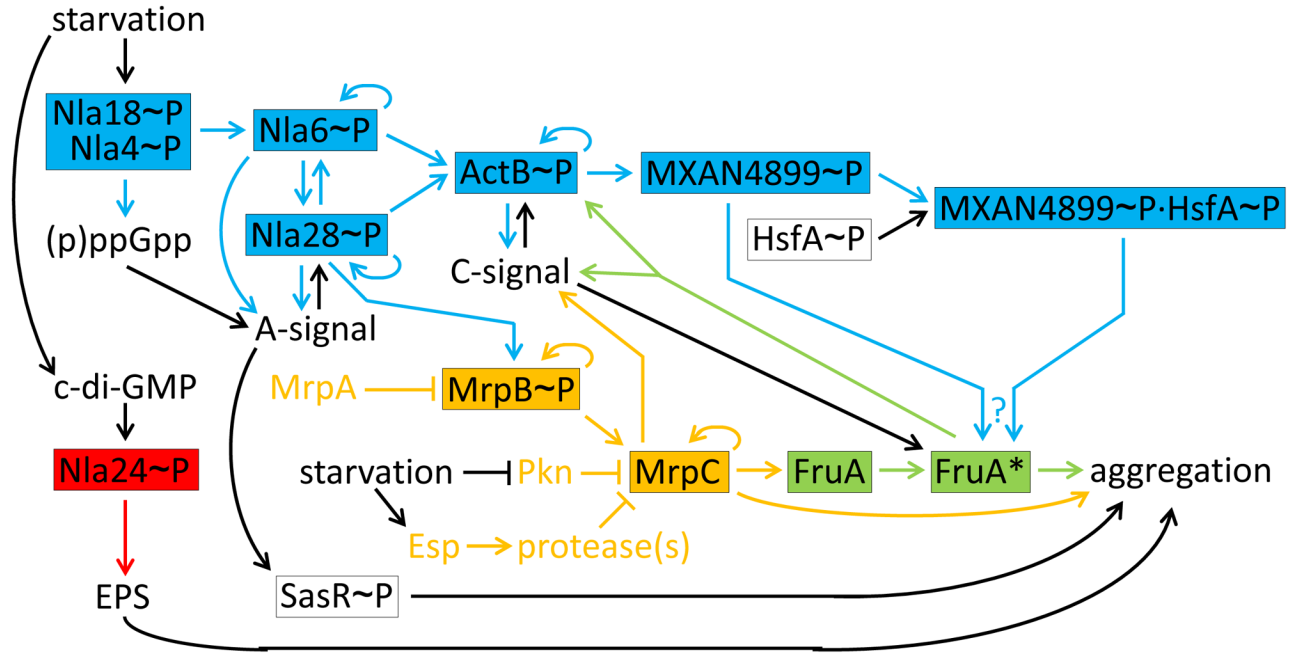 starvation
Nla18~P
Nla4~P
Nla6~P
ActB~P
MXAN4899~P
MXAN4899~P·HsfA~P
(p)ppGpp
Nla28~P
HsfA~P
C-signal
A-signal
c-di-GMP
MrpA
MrpB~P
?
Nla24~P
starvation
Pkn
MrpC
FruA
FruA*
aggregation
Esp
protease(s)
EPS
SasR~P